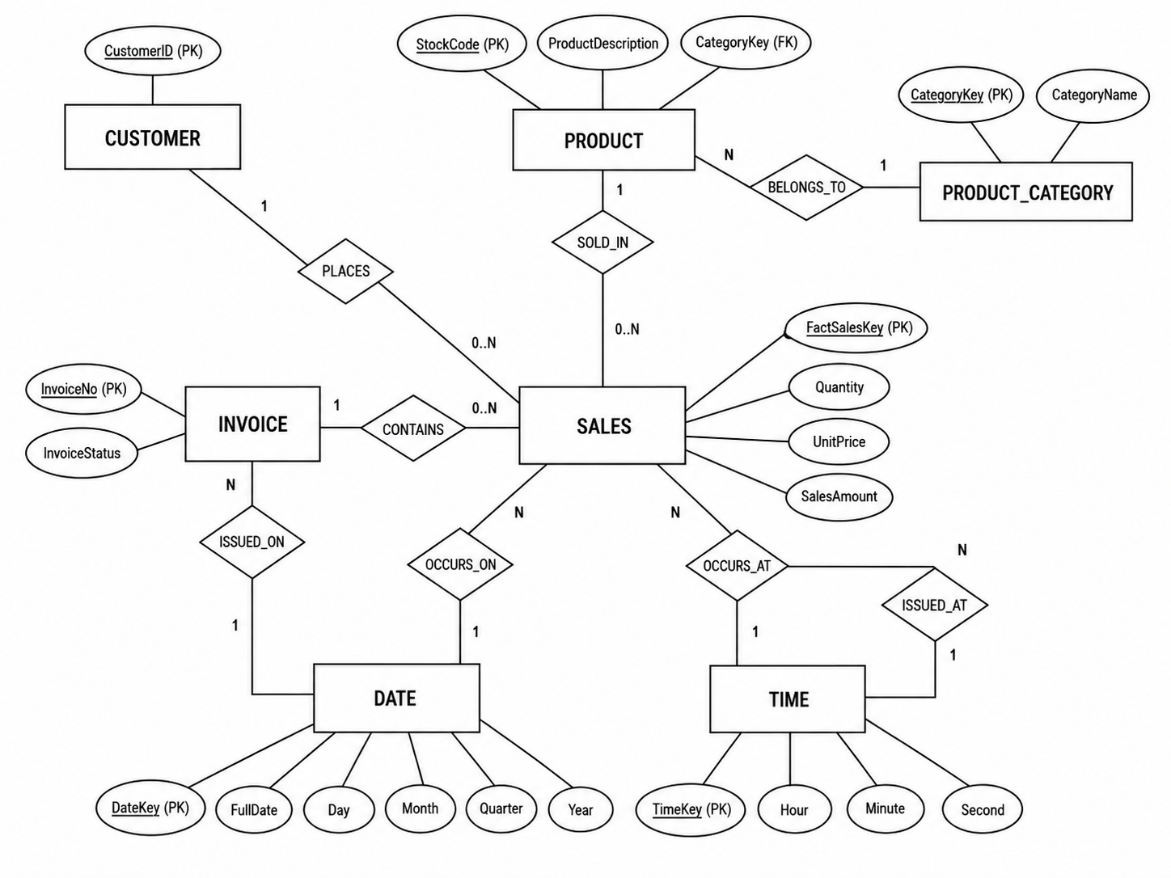 CustomerID (PK)
StockCode (PK)
ProductDescription
CategoryKey (FK)
CategoryKey (PK)
CategoryName
CUSTOMER
PRODUCT
PRODUCT_CATEGORY
N
1
BELONGS_TO
1
1
SOLD_IN
PLACES
0..N
0..N
FactSalesKey (PK)
Quantity
UnitPrice
SalesAmount
InvoiceNo (PK)
InvoiceStatus
INVOICE
1
CONTAINS
0..N
SALES
N
N
N
ISSUED_ON
OCCURS_ON
OCCURS_AT
N
ISSUED_AT
1
1
1
1
DATE
TIME
DateKey (PK)
FullDate
Day
Month
Quarter
Year
TimeKey (PK)
Hour
Minute
Second